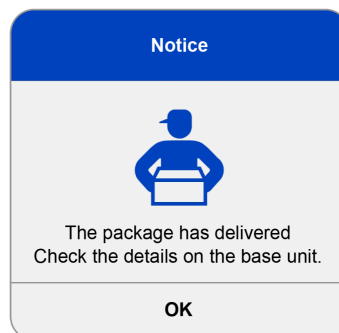 Notice
The package has delivered
Check the details on the base unit.
OK